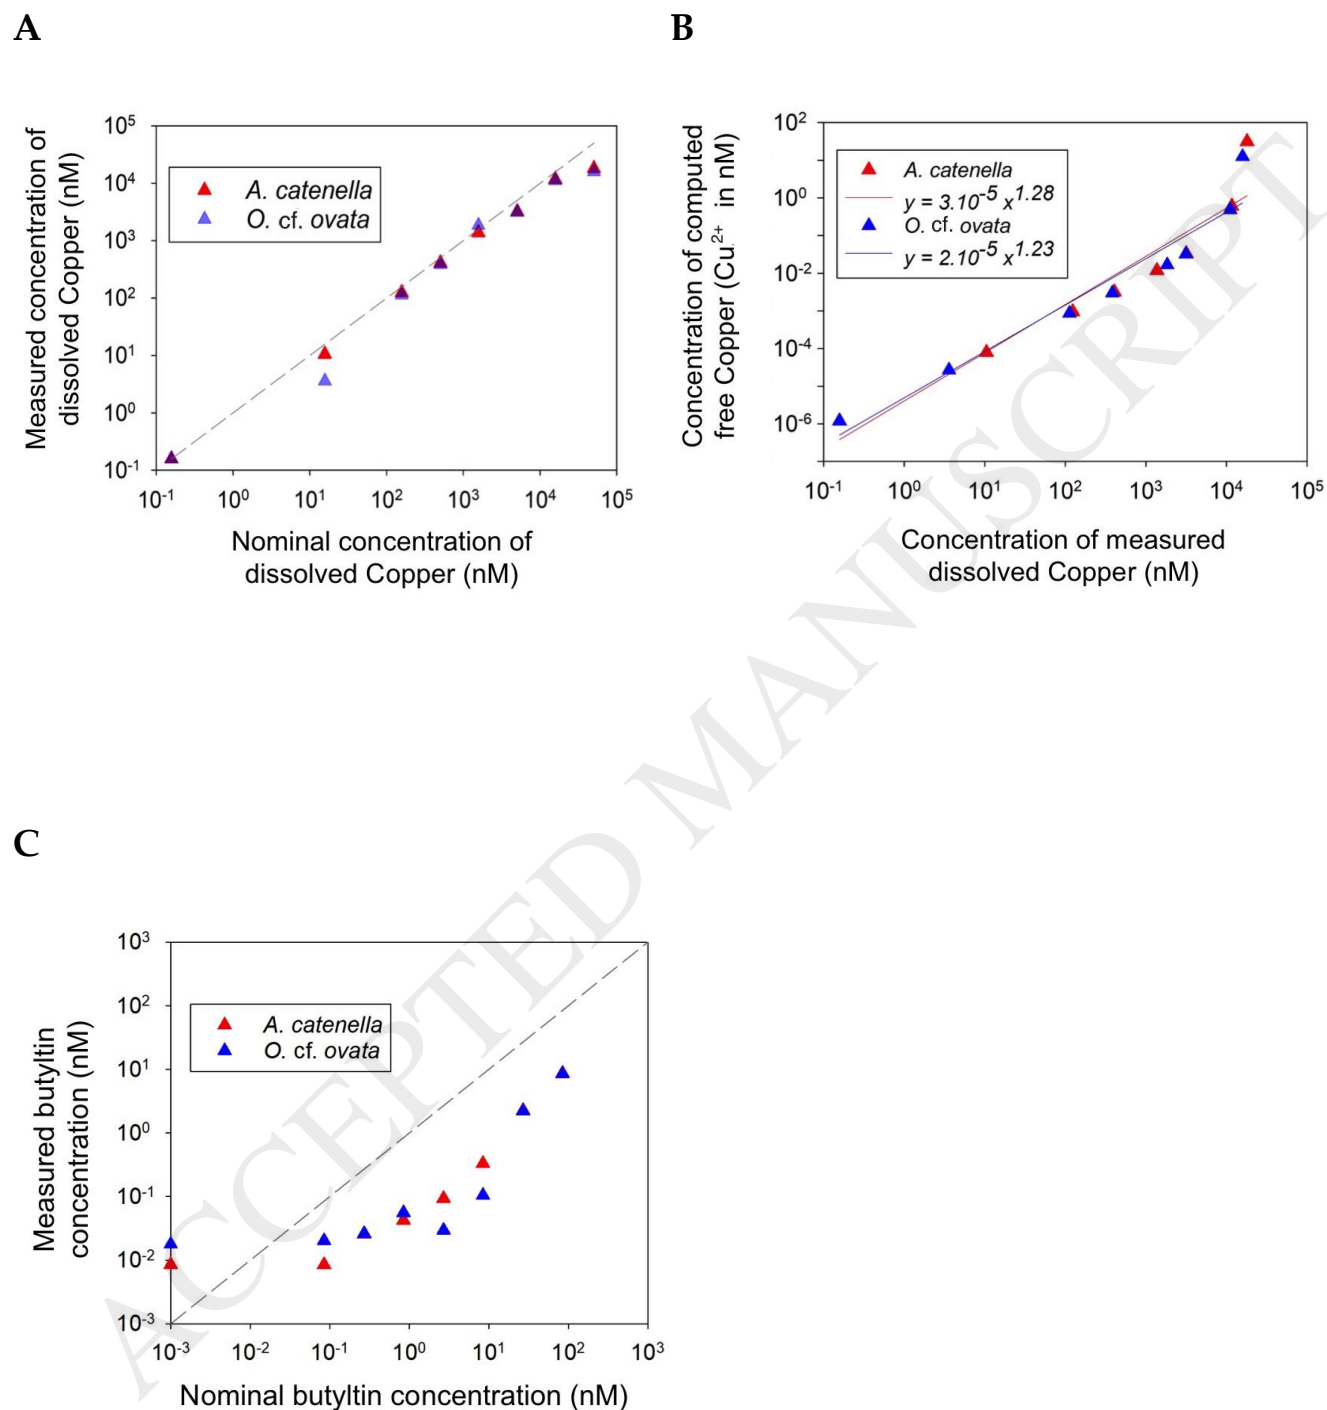 A
B
Measured concentration of
dissolved Copper (nM)
10⁵
10⁴
10³
10²
10¹
10⁰
10⁻¹
A. catenella
O. cf. ovata
10⁻¹ 10⁰ 10¹ 10² 10³ 10⁴ 10⁵
Nominal concentration of
dissolved Copper (nM)
Concentration of computed
free Copper (Cu²⁺ in nM)
10²
10⁰
10⁻²
10⁻⁴
10⁻⁶
A. catenella
y = 3.10⁻⁵ x¹·²⁸
O. cf. ovata
y = 2.10⁻⁵ x¹·²³
10⁻¹ 10⁰ 10¹ 10² 10³ 10⁴ 10⁵
Concentration of measured
dissolved Copper (nM)
C
Measured butyltin
concentration (nM)
10³
10²
10¹
10⁰
10⁻¹
10⁻²
10⁻³
A. catenella
O. cf. ovata
10⁻³ 10⁻² 10⁻¹ 10⁰ 10¹ 10² 10³
Nominal butyltin concentration (nM)
ACCEPTED MANUSCRIPT